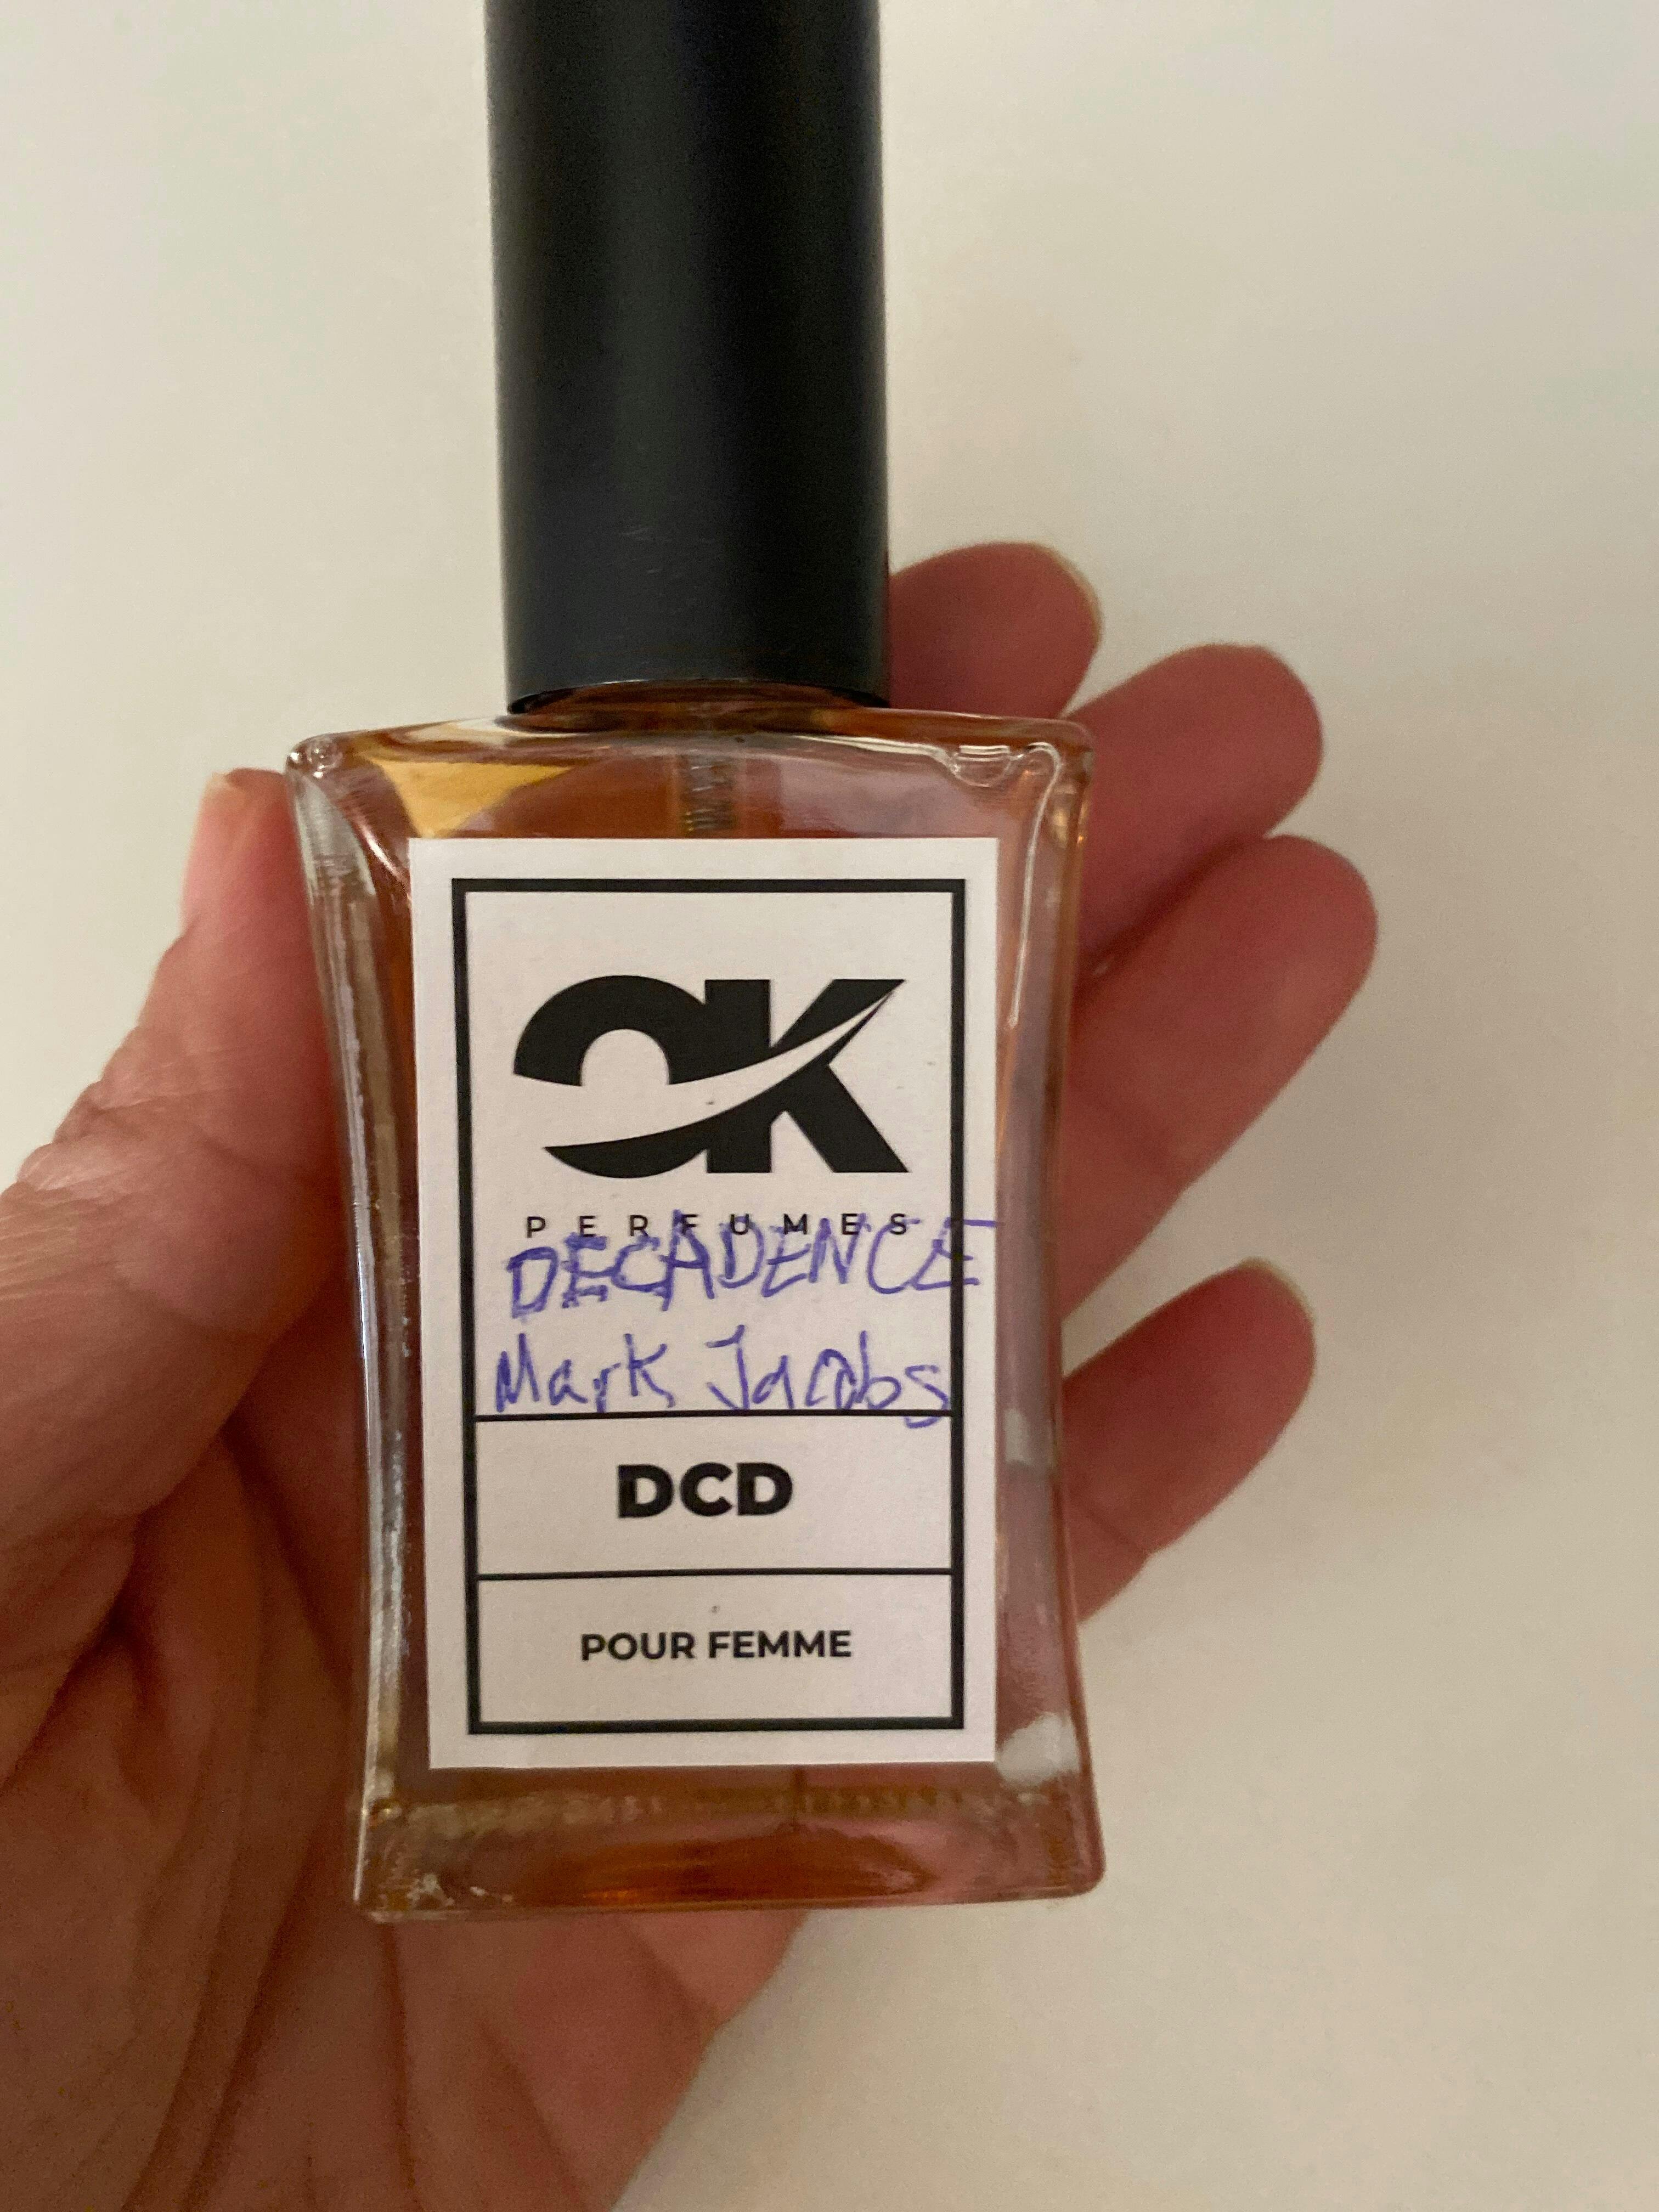 OK
PERFUMES
DECADENCE
Mark Jacobs
DCD
POUR FEMME